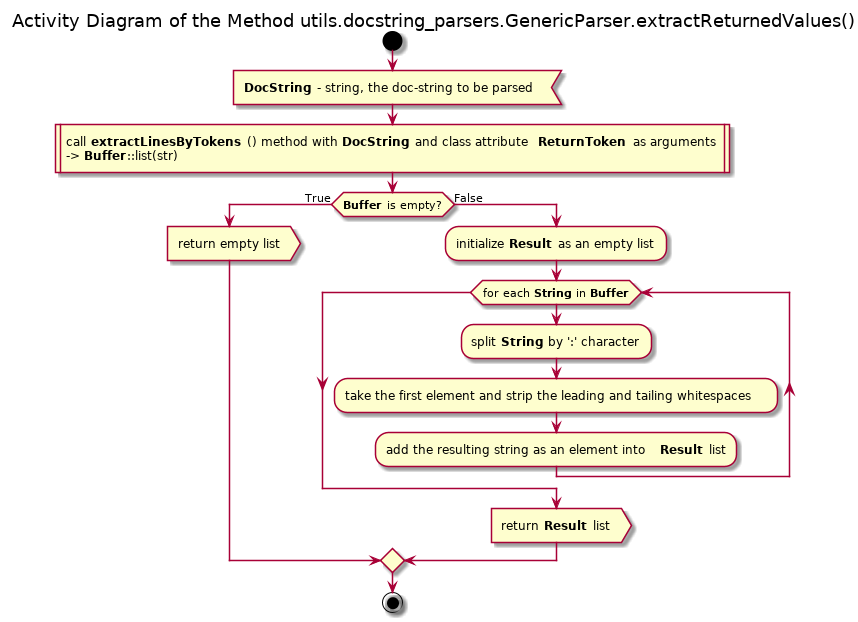 Activity Diagram of the Method utils.docstring_parsers.GenericParser.extractReturnedValues()
DocString - string, the doc-string to be parsed
call extractLinesByTokens () method with DocString and class attribute ReturnToken as arguments
-> Buffer::list(str)
True
Buffer is empty?
False
return empty list
initialize Result as an empty list
for each String in Buffer
split String by ':' character
take the first element and strip the leading and tailing whitespaces
add the resulting string as an element into Result list
return Result list